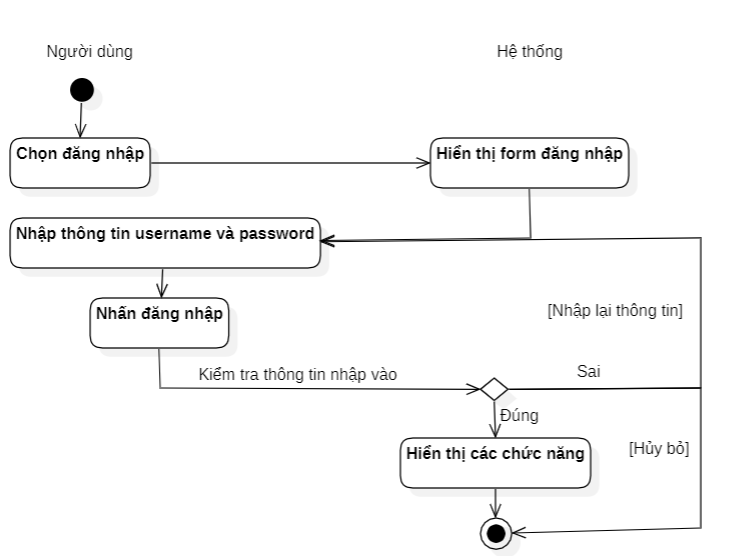 Người dùng
Hệ thống
Chọn đăng nhập
Hiển thị form đăng nhập
Nhập thông tin username và password
Nhấn đăng nhập
[Nhập lại thông tin]
Kiểm tra thông tin nhập vào
Sai
Đúng
Hiển thị các chức năng
[Hủy bỏ]